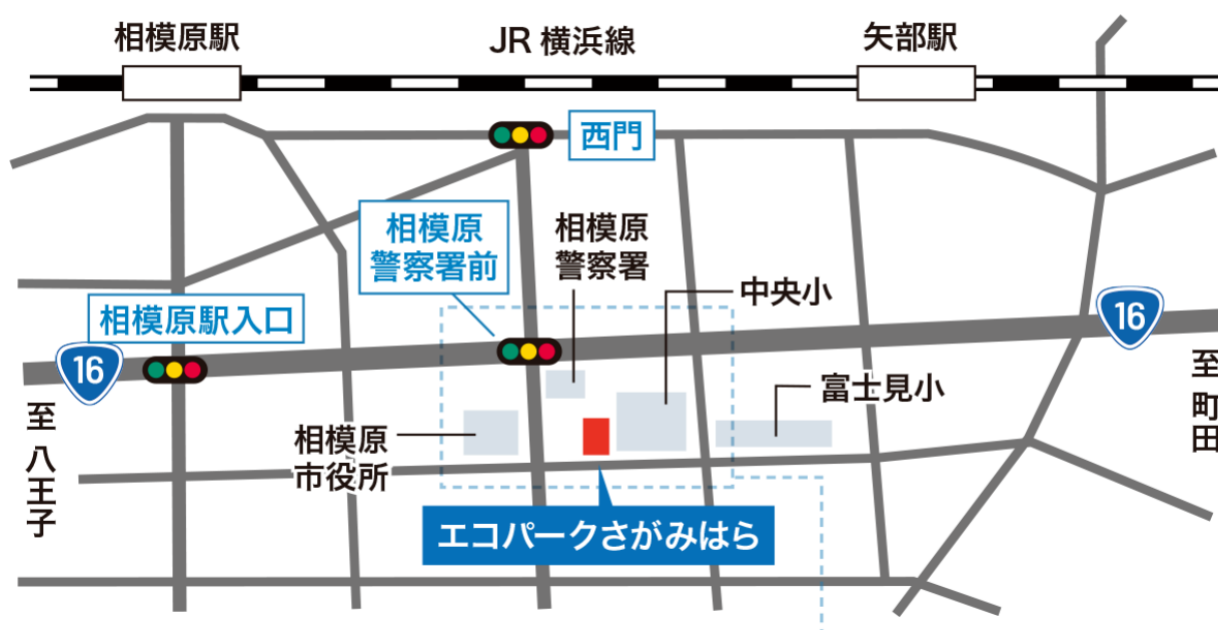 相模原駅
JR 横浜線
矢部駅
西門
相模原
警察署前
相模原
警察署
中央小
相模原駅入口
16
16
至 町田
富士見小
至 八王子
相模原
市役所
エコパークさがみはら